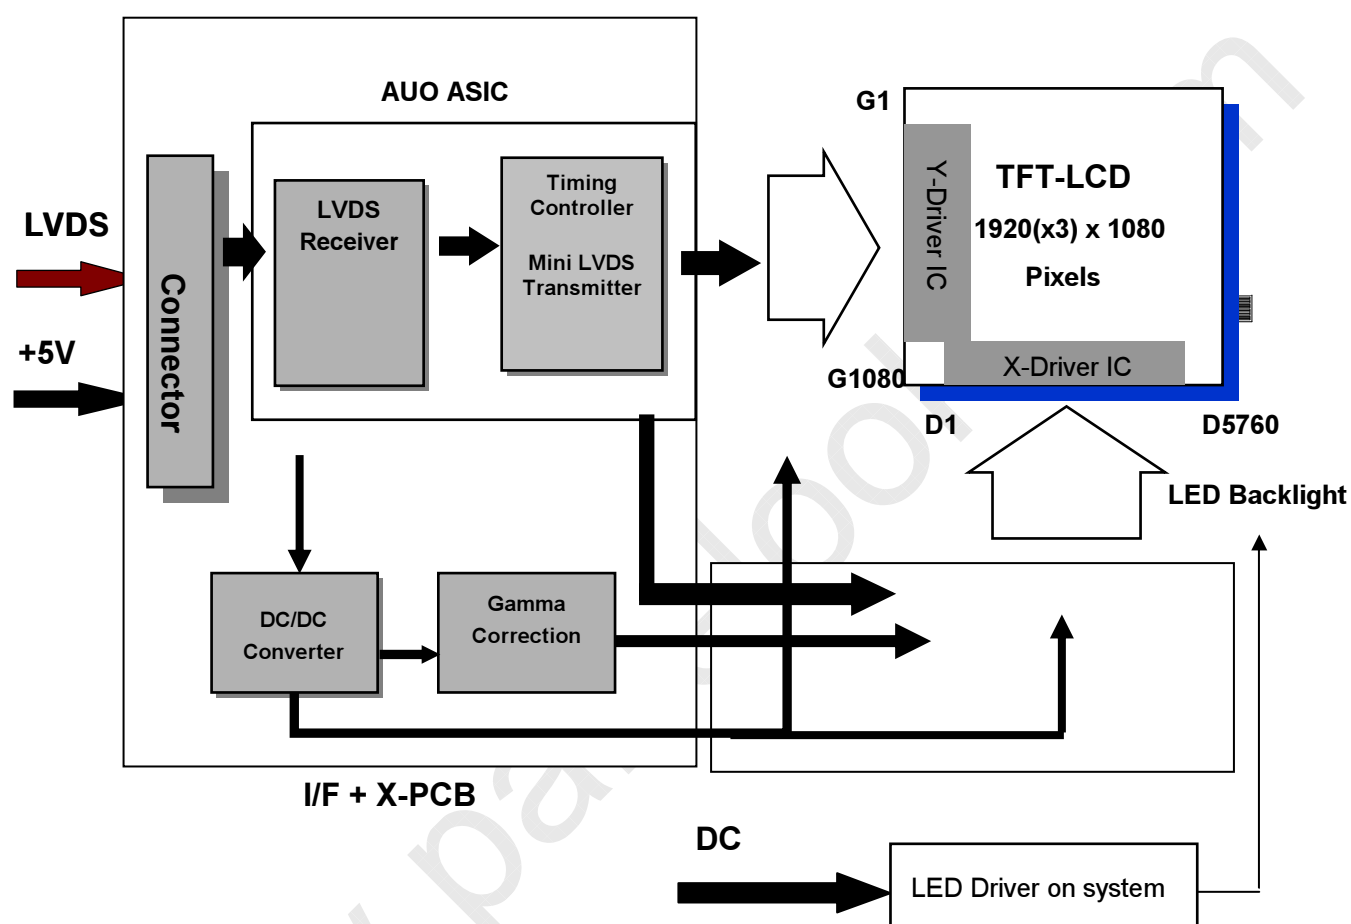 AUO ASIC
G1
LVDS
+5V
Connector
LVDS
Receiver
Timing
Controller
Mini LVDS
Transmitter
Y-Driver IC
TFT-LCD
1920(x3) x 1080
Pixels
X-Driver IC
G1080
D1
D5760
LED Backlight
DC/DC
Converter
Gamma
Correction
I/F + X-PCB
DC
LED Driver on system